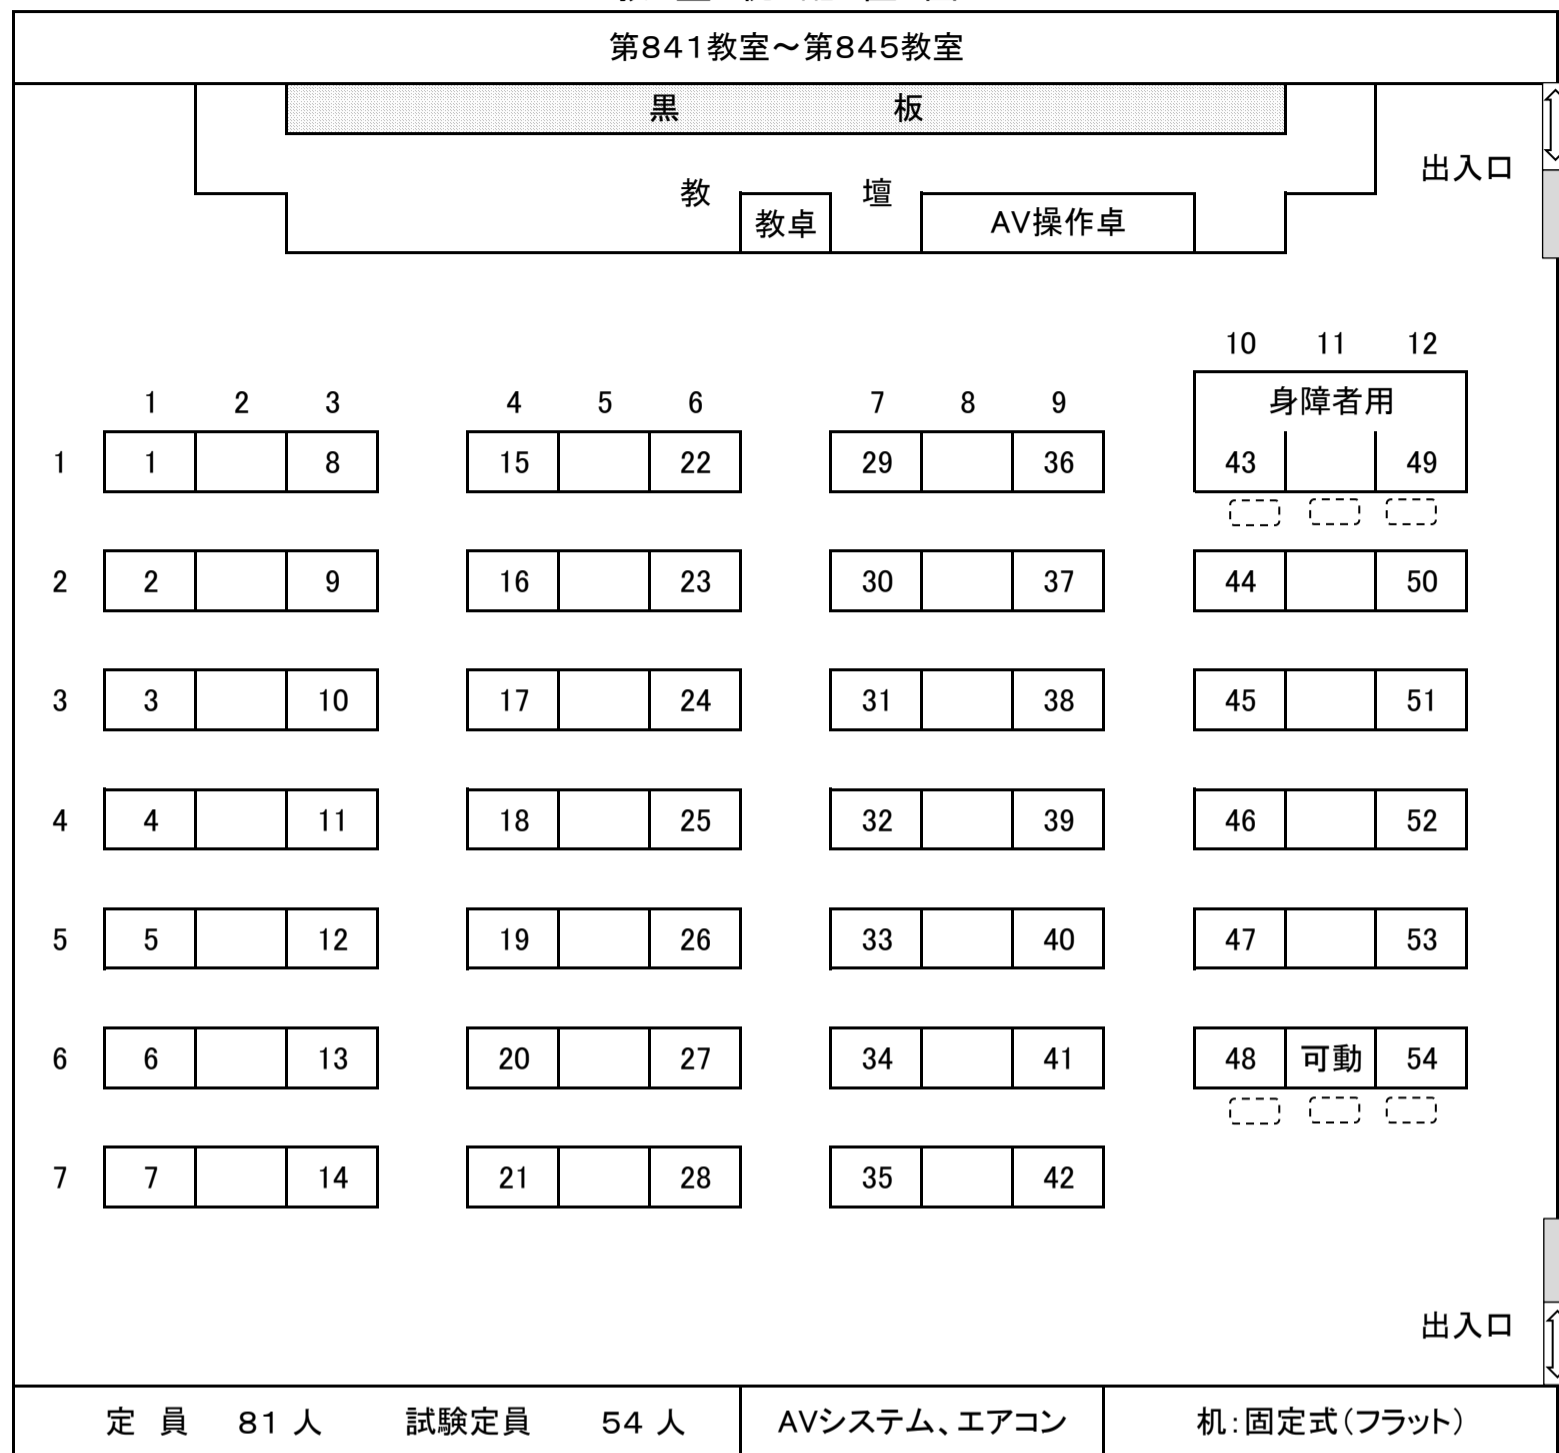 第841教室～第845教室
黒 板
出入口
教 壇
教卓 AV操作卓
10 11 12
身障者用
1 2 3 4 5 6 7 8 9
1 1 8 15 22 29 36 43 49
2 2 9 16 23 30 37 44 50
3 3 10 17 24 31 38 45 51
4 4 11 18 25 32 39 46 52
5 5 12 19 26 33 40 47 53
6 6 13 20 27 34 41 48 可動 54
7 7 14 21 28 35 42
出入口
定 員 81 人 試験定員 54 人 AVシステム、エアコン 机：固定式（フラット）